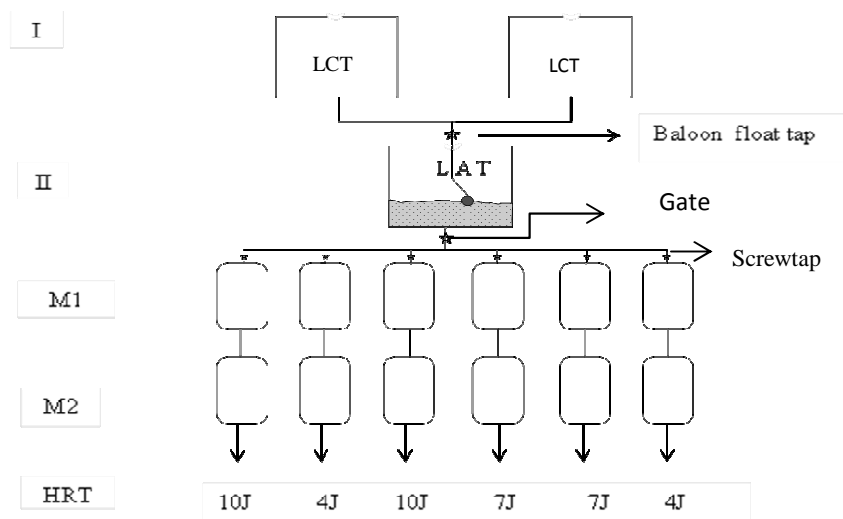 I
LCT
LCT
Baloon float tap
LAT
II
Gate
Screwtap
M1
M2
HRT
10J 4J 10J 7J 7J 4J